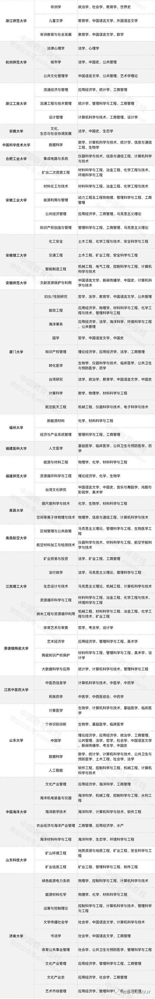 非洲学
政治学、社会学、教育学、世界史
浙江师范大学
儿童文学
教育学、中国语言文学、外国语言文学
非洲教育与社会发展
教育学、中国语言文学、数学
法律心理学
法学、心理学
杭州师范大学
城市学
法学、中国史、公共管理
公共文化管理学
中国语言文学、公共管理、艺术学理论
流通经济与管理
应用经济学、统计学、工商管理
浙江工商大学
流通工程与技术管理
统计学、管理科学与工程、工商管理
设计管理
计算机科学与技术、工商管理、设计学
安徽大学
文化、
生态与社会协调发展
法学、中国史、生态学
中国科学技术大学
数据科学
数学、计算机科学与技术、统计学、信息与通信
工程、生物学
合肥工业大学
集成电路与系统
仪器科学与技术、信息与通信工程、计算机科学
与技术
矿冶二次资源工程
材料科学与工程、冶金工程、化学工程与技术、
环境科学与工程
材料化工与技术
材料科学与工程、冶金工程、化学工程与技术
安徽工业大学
能源利用与管理
动力工程及工程热物理、管理科学与工程、工商
管理
公共经济管理
应用经济学、工商管理、马克思主义理论
知识产权创造与管理
管理科学与工程、工商管理、马克思主义理论
化工安全
土木工程、化学工程与技术、安全科学与工程
安徽理工大学
交通工程
土木工程、矿业工程、安全科学与工程
智能制造工程
机械工程、电气工程、控制科学与工程、计算机
科学与技术
安徽师范大学
文献资源保护与利用
中国语言文学、新闻传播学、中国史、计算机科
学与技术
妇女/性别研究
哲学、法学、教育学、中国语言文学、公共管理
能效工程
应用经济学、物理学、材料科学与工程、化学工
程与技术、管理科学与工程
海洋事务
应用经济学、法学、海洋科学、环境科学与工程
、公共管理
国学
哲学、中国语言文学、中国史
厦门大学
知识产权管理
理论经济学、应用经济学、法学、工商管理
转化医学
生物学、仪器科学与技术、临床医学、公共卫生
与预防医学、药学
台湾研究
法学、政治学、教育学、中国语言文学、中国史
计算科学
数学、物理学、材料科学与工程
航空航天工程
机械工程、仪器科学与技术、电子科学与技术
福州大学
新能源材料
化学、材料科学与工程
经济与产业系统管理
管理科学与工程、工商管理
福建医科大学
人文医学
基础医学、临床医学、公共卫生与预防医学、药
学
能源与材料工程
物理学、化学、材料科学与工程
福建师范大学
资源循环科学与工程
理论经济学、化学、生物学
台湾文化研究
中国语言文学、中国史、音乐与舞蹈学、戏剧与
影视学、美术学
南昌大学
微尺度科学与技术
化学、生物学、材料科学与工程
空间等离子体物理与技术
物理学、信息与通信工程、计算机科学与技术
南昌航空大学
区域管理与公共政策
马克思主义理论、管理科学与工程、生物医学工
程
航空材料加工与检测技术
仪器科学与技术、材料科学与工程、航空宇航科
学与技术
矿业贸易与投资
法学、矿业工程、工商管理
法行政学
法学、马克思主义理论、管理科学与工程
江西理工大学
生态设计与技术
马克思主义理论、机械工程、计算机科学与技术
资源循环科学与工程
材料科学与工程、冶金工程、化学工程与技术、
环境科学与工程
纳米工程与资源循环利用
机械工程、材料科学与工程、冶金工程、化学工
程与技术、矿业工程
体育艺术与审美
哲学、考古学、设计学
艺术经济学
应用经济学、管理科学与工程、美术学
景德镇陶瓷大学
陶瓷知识产权保护
材料科学与工程、管理科学与工程、美术学、设
计学
大数据科学与应用
统计学、计算机科学与技术、管理科学与工程
江西中医药大学
中医药信息学
计算机科学与技术、中医学、中药学
民族药学
中医学、中西医结合、中药学
计算医学
生物学、计算机科学与技术、基础医学、临床医
学
个体识别诊断
生物学、基础医学、临床医学
山东大学
中国学
理论经济学、应用经济学、政治学、工商管理、
公共管理、法学、哲学、社会学、中国语言文学
、新闻传播学、考古学、中国史
数据科学
数学、统计学、计算机科学与技术、公共卫生与
预防医学、土木工程、社会学、法学
人工智能
软件工程、控制科学与工程、机械工程、计算机
科学与技术
文化产业管理
应用经济学、海洋科学、工商管理
海洋机电装备与仪器
海洋科学、机械工程、控制科学与工程、水利工
程
中国海洋大学
海洋数学技术
海洋科学、计算机科学与技术、软件工程
农业经济与海洋产业管理
工商管理、应用经济学、水产
海洋材料科学与工程
海洋科学、生态学、环境科学与工程
山东科技大学
矿山环境工程
地质资源与地质工程、矿业工程、安全科学与工
程
矿业信息工程
矿业工程、管理科学与工程、软件工程
绿色能源电力系统
物理学、控制科学与工程、计算机科学与技术
能源材料化学
物理学、化学、材料科学与工程
运筹与控制理论
控制科学与工程、计算机科学与技术、管理科学
与工程
文学传播社会学
社会学、中国语言文学、计算机科学与技术
济南大学
书法学
社会学、中国语言文学、工商管理
体育公共事业管理
社会学、公共卫生与预防医学、管理科学与工程
文化产业管理
应用经济学、管理科学与工程、工商管理
文化产业史
应用经济学、社会学、工商管理
艺术市场管理
应用经济学、管理科学
微信号: DLKKJY